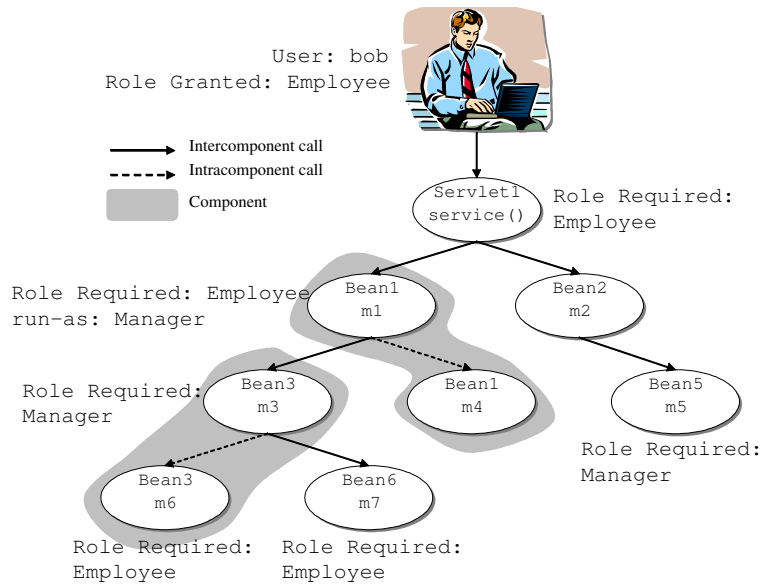 User: bob
Role Granted: Employee
Intercomponent call
Intracomponent call
Component
Servlet1
service()
Role Required:
Employee
Role Required: Employee
run-as: Manager
Bean1
m1
Bean2
m2
Role Required:
Manager
Bean3
m3
Bean1
m4
Bean5
m5
Role Required:
Manager
Bean3
m6
Bean6
m7
Role Required:
Employee
Role Required:
Employee